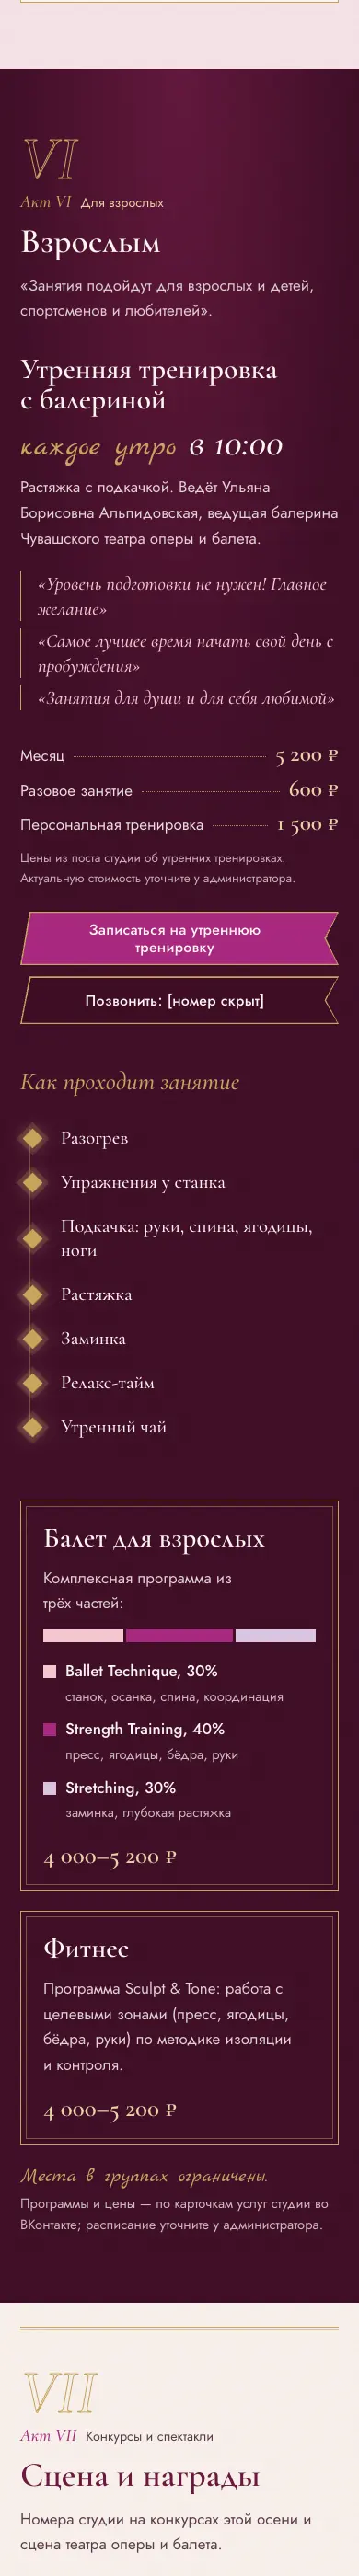 VI
Акт VI Для взрослых
Взрослым
«Занятия подойдут для взрослых и детей,
спортсменов и любителей».
Утренняя тренировка
с балериной
каждое утро в 10:00
Растяжка с подкачкой. Ведёт Ульяна
Борисовна Альпидовская, ведущая балерина
Чувашского театра оперы и балета.
«Уровень подготовки не нужен! Главное
желание»
«Самое лучшее время начать свой день с
пробуждения»
«Занятия для души и для себя любимой»
Месяц 5 200 ₽
Разовое занятие 600 ₽
Персональная тренировка 1 500 ₽
Цены из поста студии об утренних тренировках.
Актуальную стоимость уточните у администратора.
Записаться на утреннюю
тренировку
Позвонить: [номер скрыт]
Как проходит занятие
Разогрев
Упражнения у станка
Подкачка: руки, спина, ягодицы,
ноги
Растяжка
Заминка
Релакс-тайм
Утренний чай
Балет для взрослых
Комплексная программа из
трёх частей:
Ballet Technique, 30%
станок, осанка, спина, координация
Strength Training, 40%
пресс, ягодицы, бёдра, руки
Stretching, 30%
заминка, глубокая растяжка
4 000–5 200 ₽
Фитнес
Программа Sculpt & Tone: работа с
целевыми зонами (пресс, ягодицы,
бёдра, руки) по методике изоляции
и контроля.
4 000–5 200 ₽
Места в группах ограничены.
Программы и цены — по карточкам услуг студии во
ВКонтакте; расписание уточните у администратора.
VII
Акт VII Конкурсы и спектакли
Сцена и награды
Номера студии на конкурсах этой осени и
сцена театра оперы и балета.